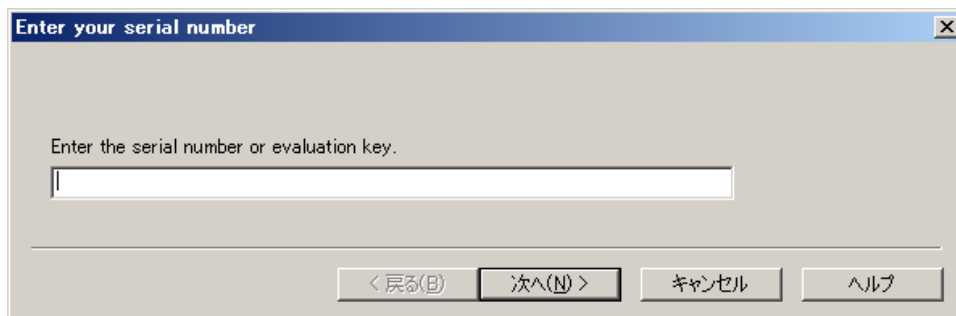 Enter your serial number
Enter the serial number or evaluation key.
< 戻る(B) 次へ(N) > キャンセル ヘルプ